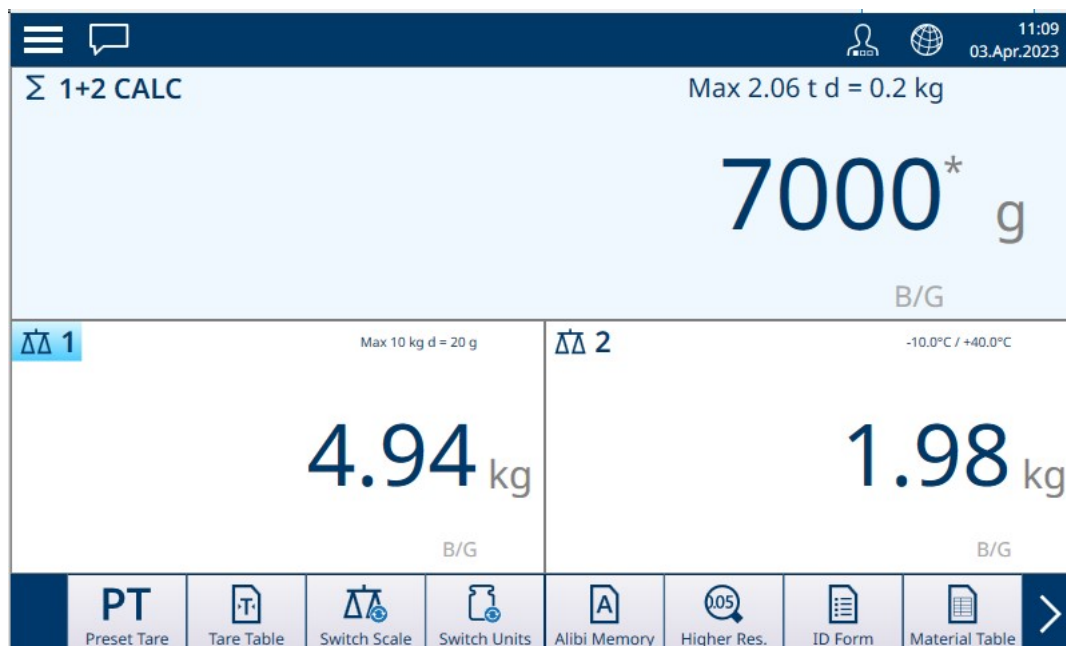 11:09
03.Apr.2023
Σ 1+2 CALC
Max 2.06 t d = 0.2 kg
7000* g
B/G
1
Max 10 kg d = 20 g
4.94 kg
B/G
2
-10.0°C / +40.0°C
1.98 kg
B/G
PT
Preset Tare
T
Tare Table
Switch Scale
Switch Units
A
Alibi Memory
0.05
Higher Res.
ID Form
Material Table